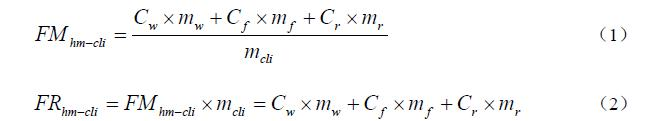 FM_{hm-cli} = \frac{C_w × m_w + C_f × m_f + C_r × m_r}{m_{cli}} （1）
FR_{hm-cli} = FM_{hm-cli} × m_{cli} = C_w × m_w + C_f × m_f + C_r × m_r （2）